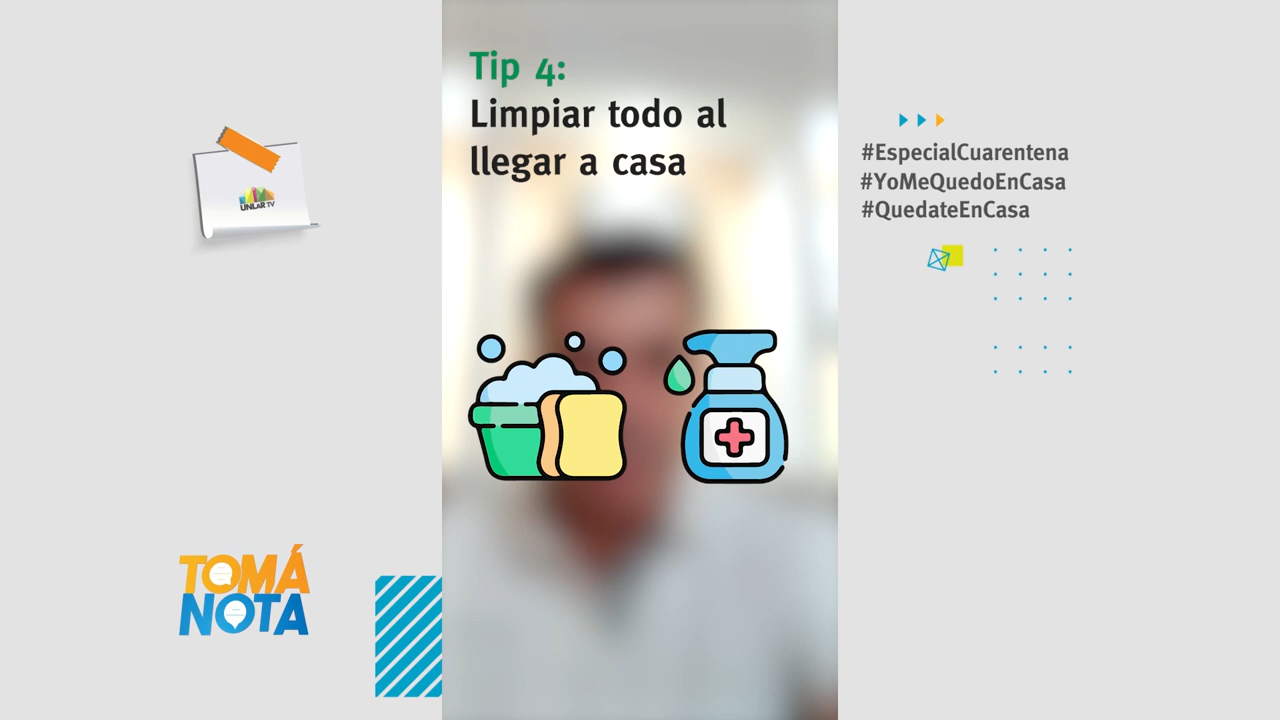 Tip 4:
Limpiar todo al
llegar a casa
#EspecialCuarentena
#YoMeQuedoEnCasa
#QuedateEnCasa
UNLAR TV
TOMÁ
NOTA